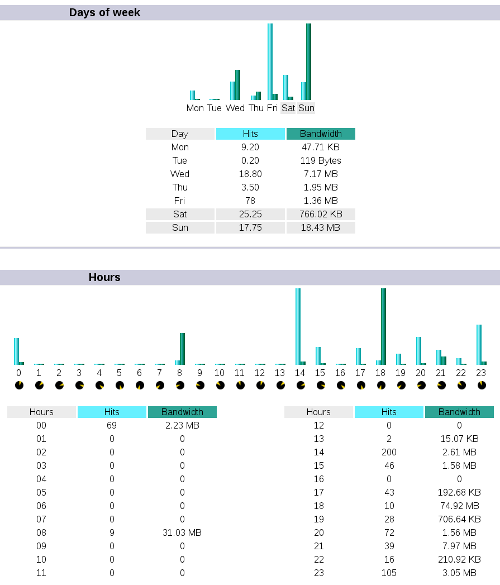 Days of week
Mon Tue Wed Thu Fri Sat Sun
Day Hits Bandwidth
Mon 9.20 47.71 KB
Tue 0.20 119 Bytes
Wed 18.80 7.17 MB
Thu 3.50 1.95 MB
Fri 78 1.36 MB
Sat 25.25 766.02 KB
Sun 17.75 18.43 MB
Hours
0 1 2 3 4 5 6 7 8 9 10 11 12 13 14 15 16 17 18 19 20 21 22 23
Hours Hits Bandwidth Hours Hits Bandwidth
00 69 2.23 MB 12 0 0
01 0 0 13 2 15.07 KB
02 0 0 14 200 2.61 MB
03 0 0 15 46 1.58 MB
04 0 0 16 0 0
05 0 0 17 43 192.68 KB
06 0 0 18 10 74.92 MB
07 0 0 19 28 706.64 KB
08 9 31.03 MB 20 72 1.56 MB
09 0 0 21 39 7.97 MB
10 0 0 22 16 210.92 KB
11 0 0 23 105 3.05 MB